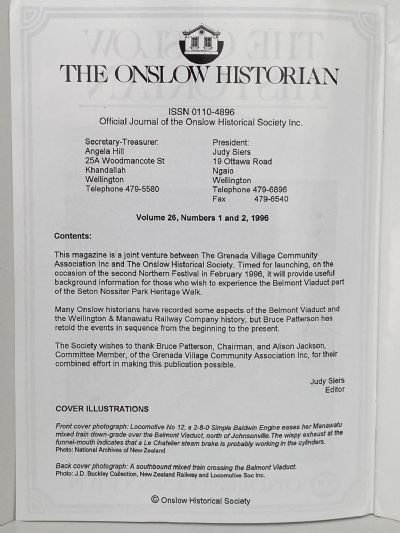 THE ONSLOW HISTORIAN
ISSN 0110-4896
Official Journal of the Onslow Historical Society Inc.
Secretary-Treasurer:
Angela Hill
25A Woodmancote St
Khandallah
Wellington
Telephone 479-5580
President:
Judy Siers
19 Ottawa Road
Ngaio
Wellington
Telephone 479-6896
Fax 479-6540
Volume 26, Numbers 1 and 2, 1996
Contents:
This magazine is a joint venture between The Grenada Village Community
Association Inc and The Onslow Historical Society. Timed for launching, on the
occasion of the second Northern Festival in February 1996, it will provide useful
background information for those who wish to experience the Belmont Viaduct part
of the Seton Nossiter Park Heritage Walk.
Many Onslow historians have recorded some aspects of the Belmont Viaduct and
the Wellington & Manawatu Railway Company history, but Bruce Patterson has
retold the events in sequence from the beginning to the present.
The Society wishes to thank Bruce Patterson, Chairman, and Alison Jackson,
Committee Member, of the Grenada Village Community Association Inc, for their
combined effort in making this publication possible.
Judy Siers
Editor
COVER ILLUSTRATIONS
Front cover photograph: Locomotive No 12, a 2-8-0 Simple Baldwin Engine eases her Manawatu
mixed train down-grade over the Belmont Viaduct, north of Johnsonville. The wispy exhaust at the
funnel-mouth indicates that a Le Chatelier steam brake is probably working in the cylinders.
Photo: National Archives of New Zealand
Back cover photograph: A southbound mixed train crossing the Belmont Viaduct.
Photo: J.D. Buckley Collection, New Zealand Railway and Locomotive Soc Inc.
© Onslow Historical Society